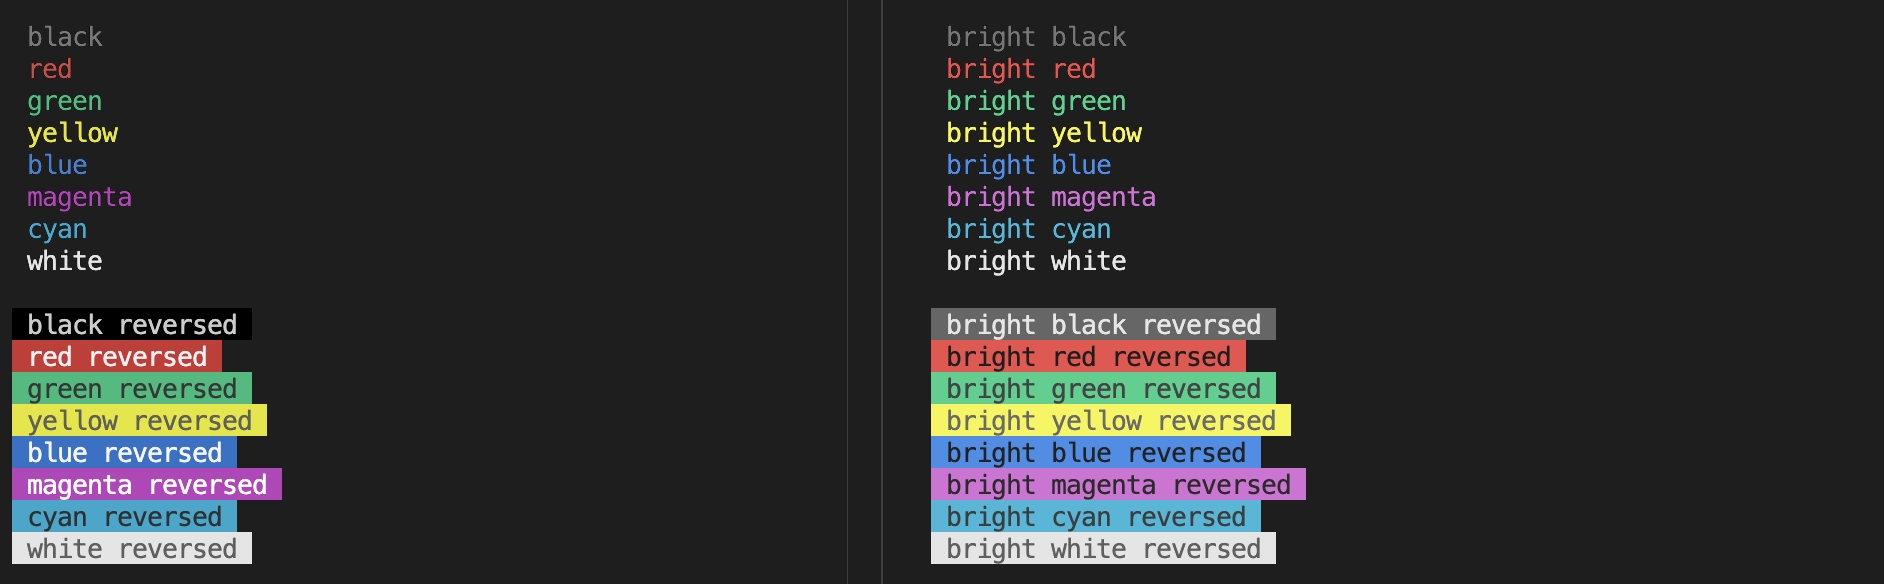 black
red
green
yellow
blue
magenta
cyan
white
black reversed
red reversed
green reversed
yellow reversed
blue reversed
magenta reversed
cyan reversed
white reversed
bright black
bright red
bright green
bright yellow
bright blue
bright magenta
bright cyan
bright white
bright black reversed
bright red reversed
bright green reversed
bright yellow reversed
bright blue reversed
bright magenta reversed
bright cyan reversed
bright white reversed